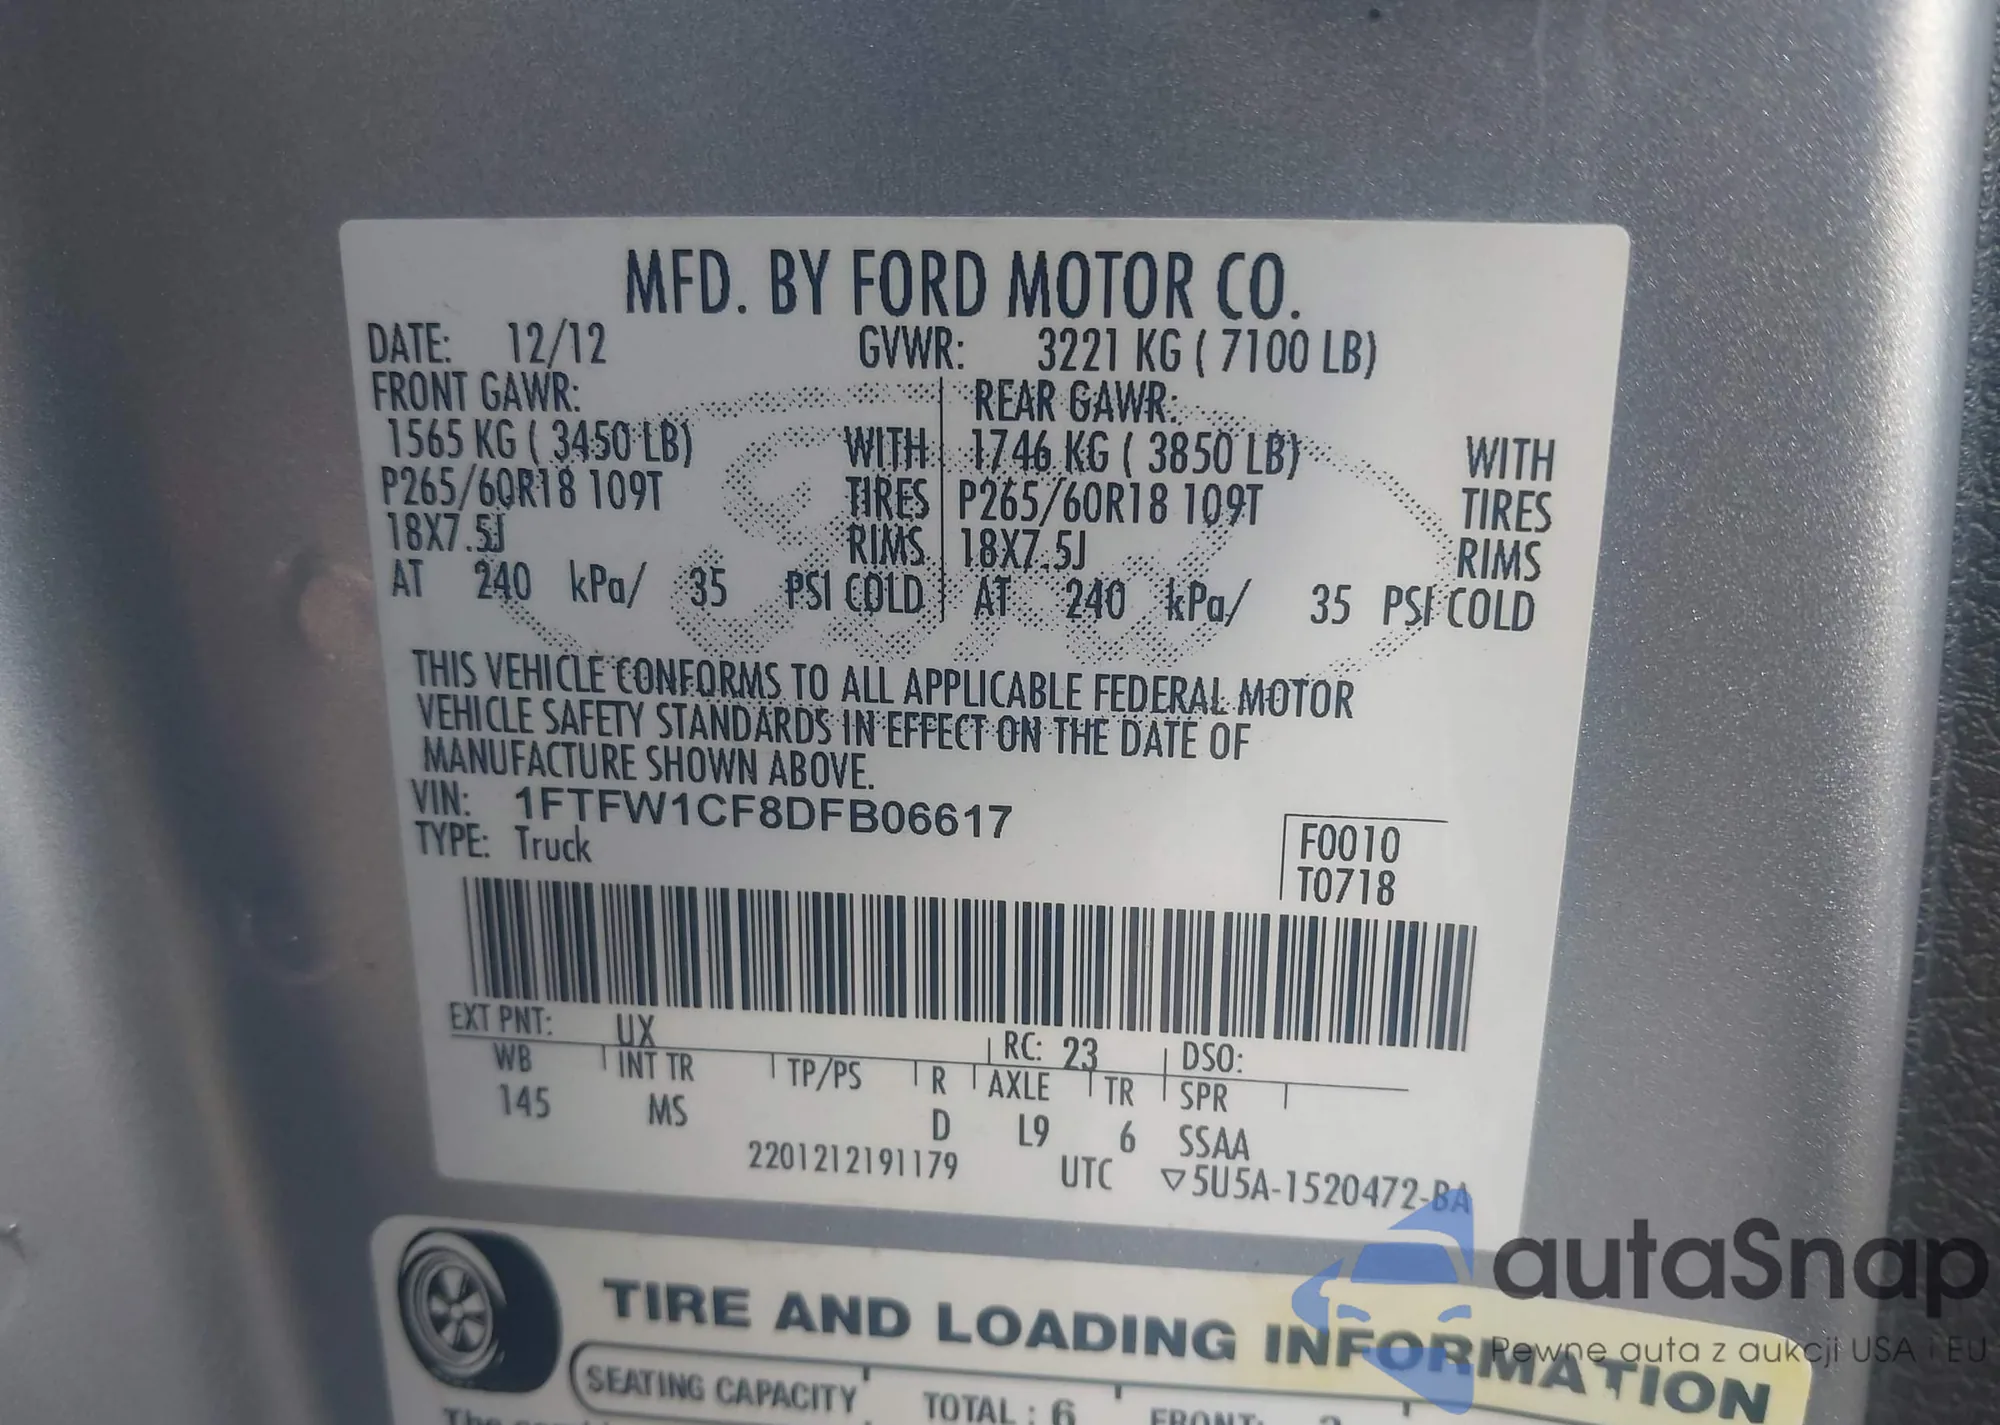 MFD. BY FORD MOTOR CO.
DATE: 12/12 GVWR: 3221 KG ( 7100 LB)
FRONT GAWR: REAR GAWR:
1565 KG ( 3450 LB) WITH 1746 KG ( 3850 LB) WITH
P265/60R18 109T TIRES P265/60R18 109T TIRES
18X7.5J RIMS 18X7.5J RIMS
AT 240 kPa/ 35 PSI COLD AT 240 kPa/ 35 PSI COLD
THIS VEHICLE CONFORMS TO ALL APPLICABLE FEDERAL MOTOR
VEHICLE SAFETY STANDARDS IN EFFECT ON THE DATE OF
MANUFACTURE SHOWN ABOVE.
VIN: 1FTFW1CF8DFB06617
TYPE: Truck
F0010
T0718
EXT PNT: UX RC: 23 DSO:
WB INT TR TP/PS R AXLE TR SPR
145 MS D L9 6 SSAA
2201212191179 UTC ▽5U5A-1520472-BA
TIRE AND LOADING INFORMATION
SEATING CAPACITY TOTAL : 6 FRONT:
The
autaSnap
Pewne auta z aukcji USA i EU